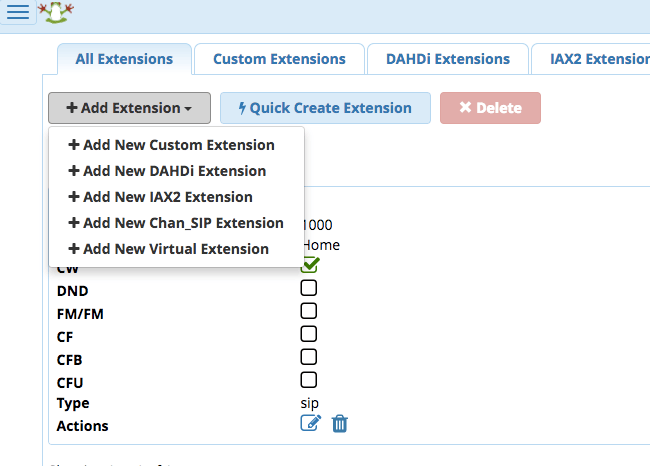 All Extensions Custom Extensions DAHDi Extensions IAX2
Add Extension Quick Create Extension Delete
Add New Custom Extension
Add New DAHDi Extension
Add New IAX2 Extension
Add New Chan_SIP Extension
Add New Virtual Extension
1000
Home
CW
DND
FM/FM
CF
CFB
CFU
Type sip
Actions